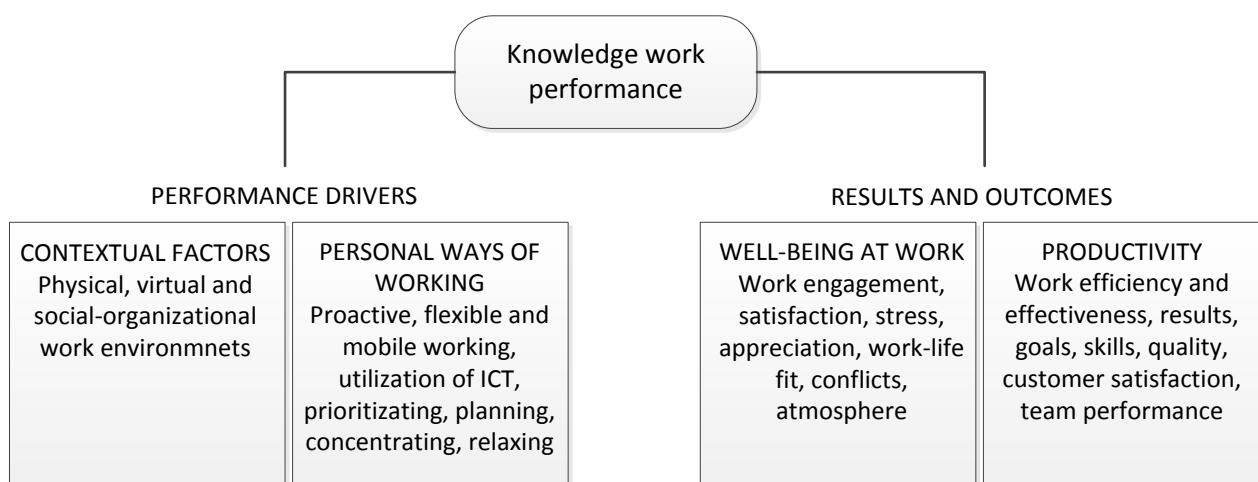 Knowledge work
performance
PERFORMANCE DRIVERS
CONTEXTUAL FACTORS
Physical, virtual and
social-organizational
work environmnets
PERSONAL WAYS OF
WORKING
Proactive, flexible and
mobile working,
utilization of ICT,
prioritizating, planning,
concentrating, relaxing
RESULTS AND OUTCOMES
WELL-BEING AT WORK
Work engagement,
satisfaction, stress,
appreciation, work-life
fit, conflicts,
atmosphere
PRODUCTIVITY
Work efficiency and
effectiveness, results,
goals, skills, quality,
customer satisfaction,
team performance